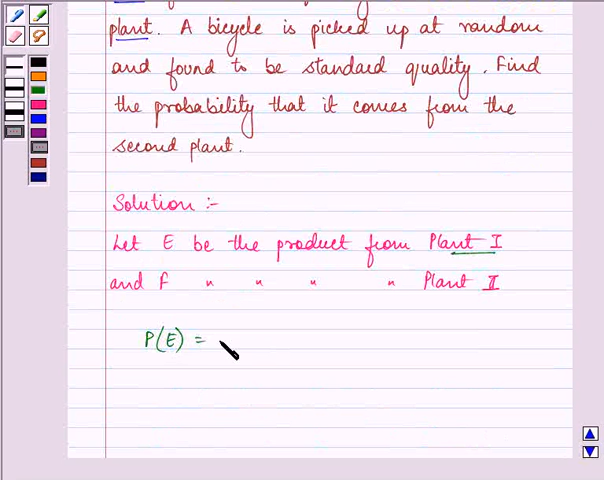 plant. A bicycle is picked up at random
and found to be standard quality. Find
the probability that it comes from the
second plant.
Solution :-
Let E be the product from Plant I
and F " " " " Plant II
P(E) =